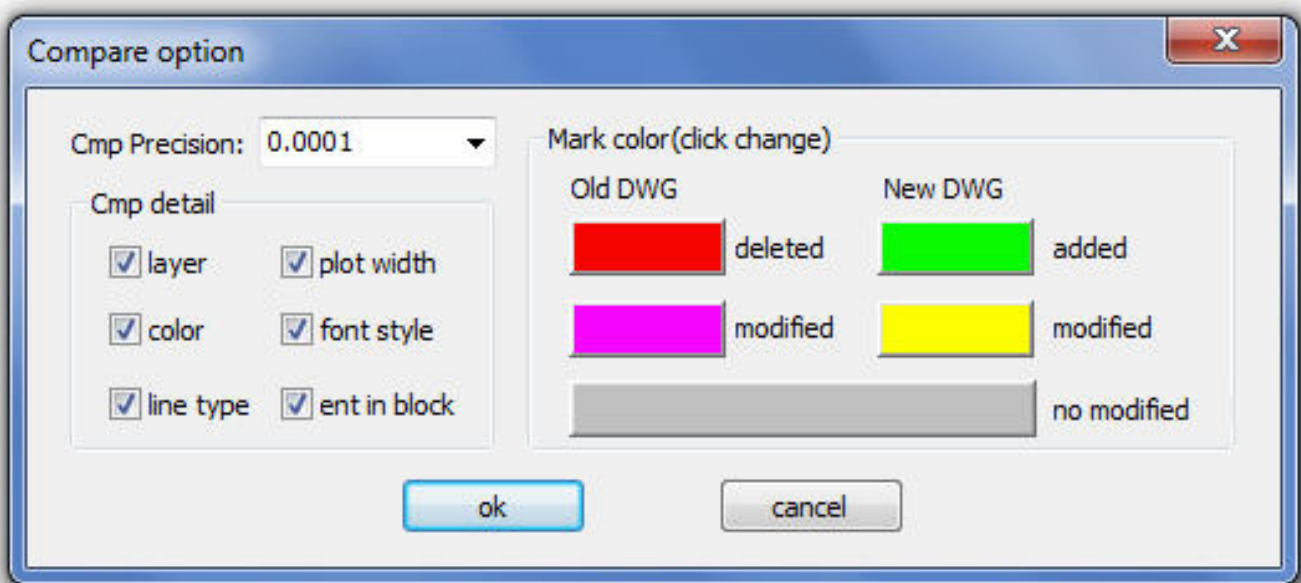 Compare option
Cmp Precision: 0.0001
Cmp detail
layer plot width
color font style
line type ent in block
Mark color(click change)
Old DWG New DWG
deleted added
modified modified
no modified
ok cancel